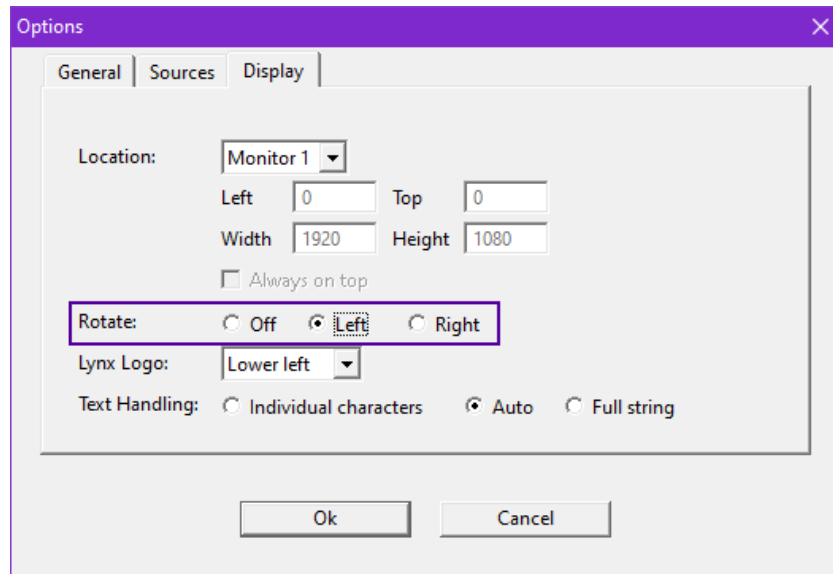 Options
General Sources Display
Location: Monitor 1
Left 0 Top 0
Width 1920 Height 1080
Always on top
Rotate: Off Left Right
Lynx Logo: Lower left
Text Handling: Individual characters Auto Full string
Ok Cancel